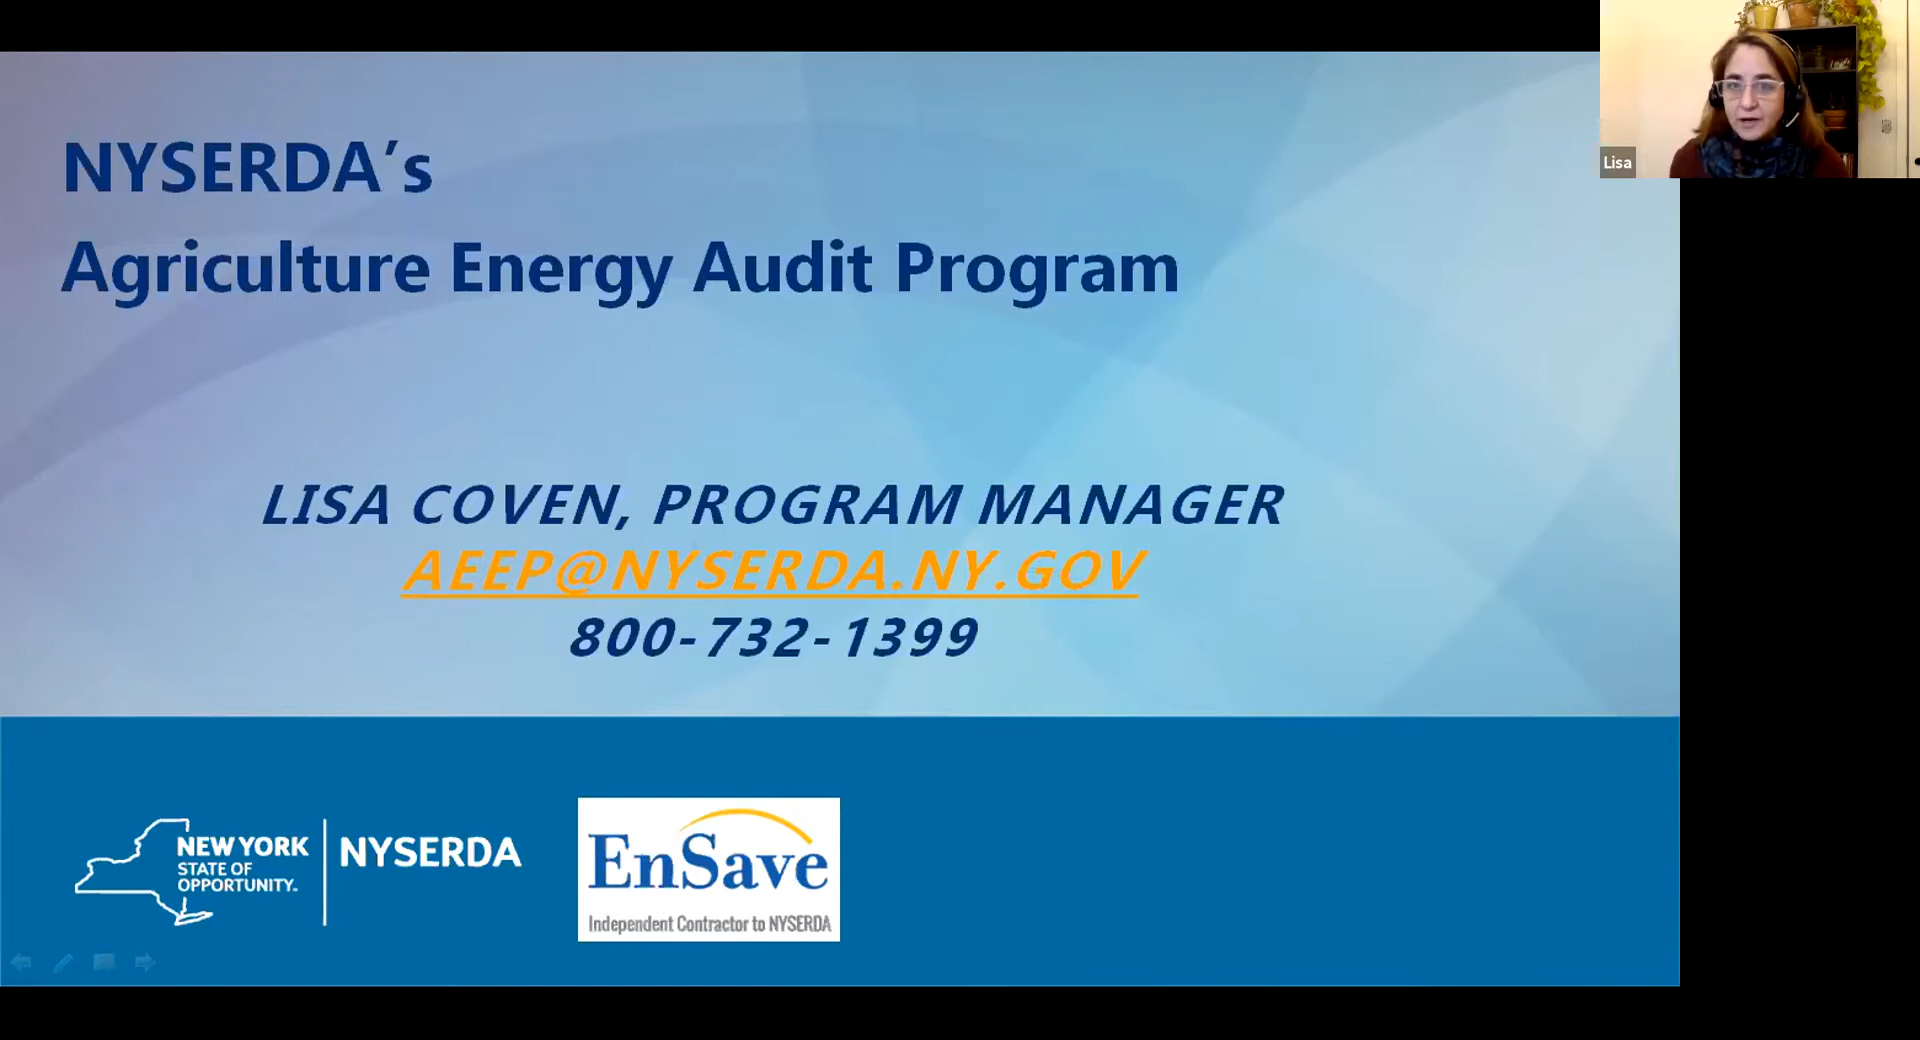 NYSERDA's
Agriculture Energy Audit Program
LISA COVEN, PROGRAM MANAGER
AEEP@NYSERDA.NY.GOV
800-732-1399
NEW YORK
STATE OF
OPPORTUNITY™
NYSERDA
EnSave
Independent Contractor to NYSERDA
Lisa